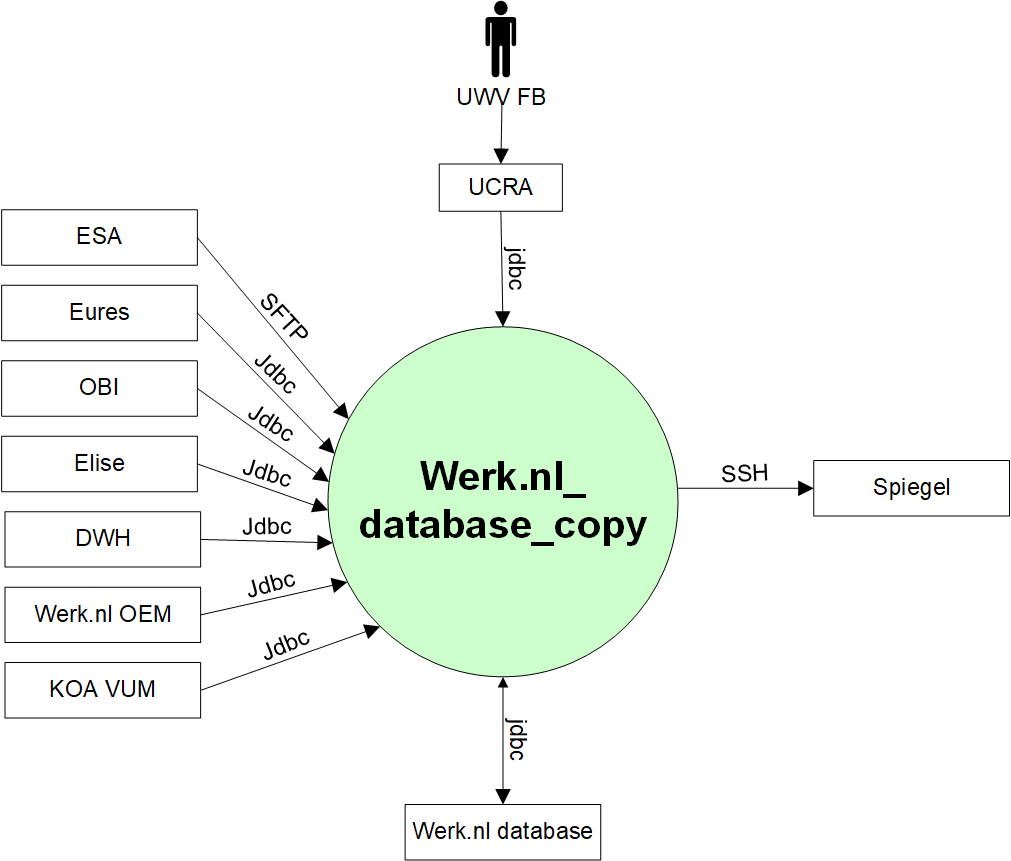 UWV FB
UCRA
jdbc
ESA
SFTP
Eures
Jdbc
OBI
Jdbc
Elise
Jdbc
DWH
Jdbc
Werk.nl OEM
Jdbc
KOA VUM
Jdbc
Werk.nl_
database_copy
SSH
Spiegel
jdbc
Werk.nl database